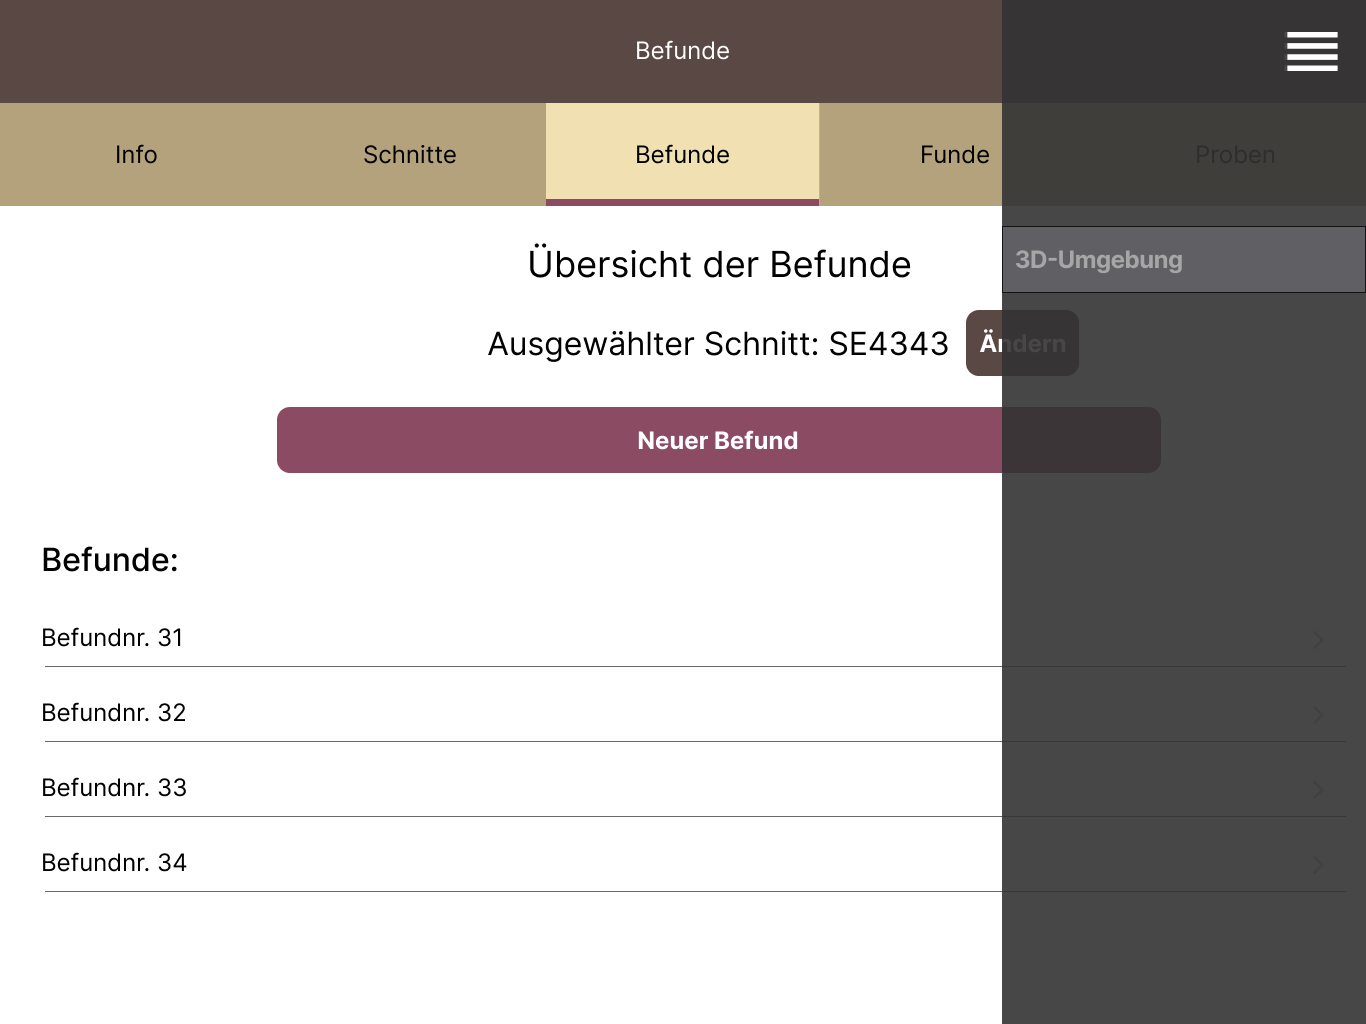 Befunde
Info
Schnitte
Befunde
Funde
Proben
Übersicht der Befunde
3D-Umgebung
Ausgewählter Schnitt: SE4343
Ändern
Neuer Befund
Befunde:
Befundnr. 31
Befundnr. 32
Befundnr. 33
Befundnr. 34